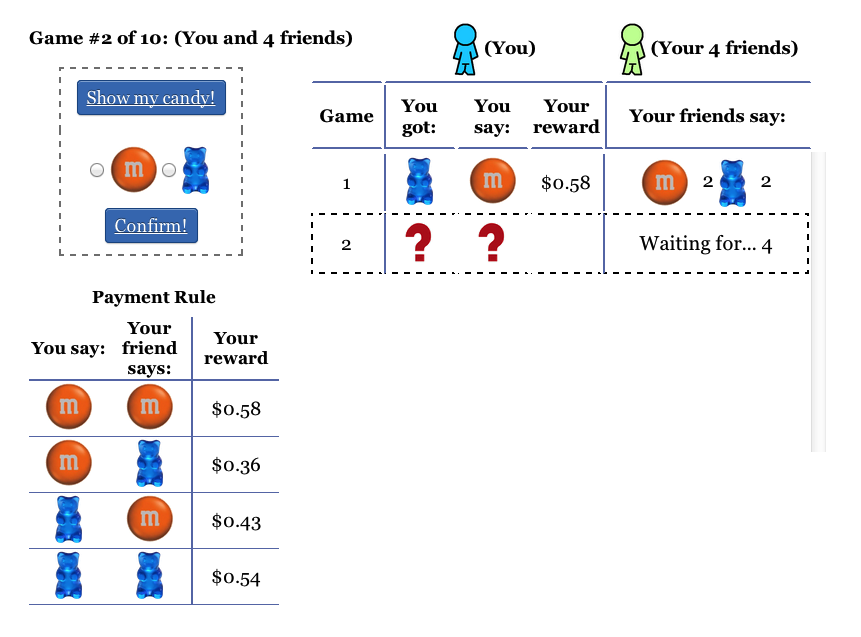 Game #2 of 10: (You and 4 friends)
(You)
(Your 4 friends)
Show my candy!
m
Confirm!
Game
You got:
You say:
Your reward
Your friends say:
1
m
$0.58
m
2
2
2
?
?
Waiting for... 4
Payment Rule
You say:
Your friend says:
Your reward
m
m
$0.58
m
$0.36
m
$0.43
$0.54